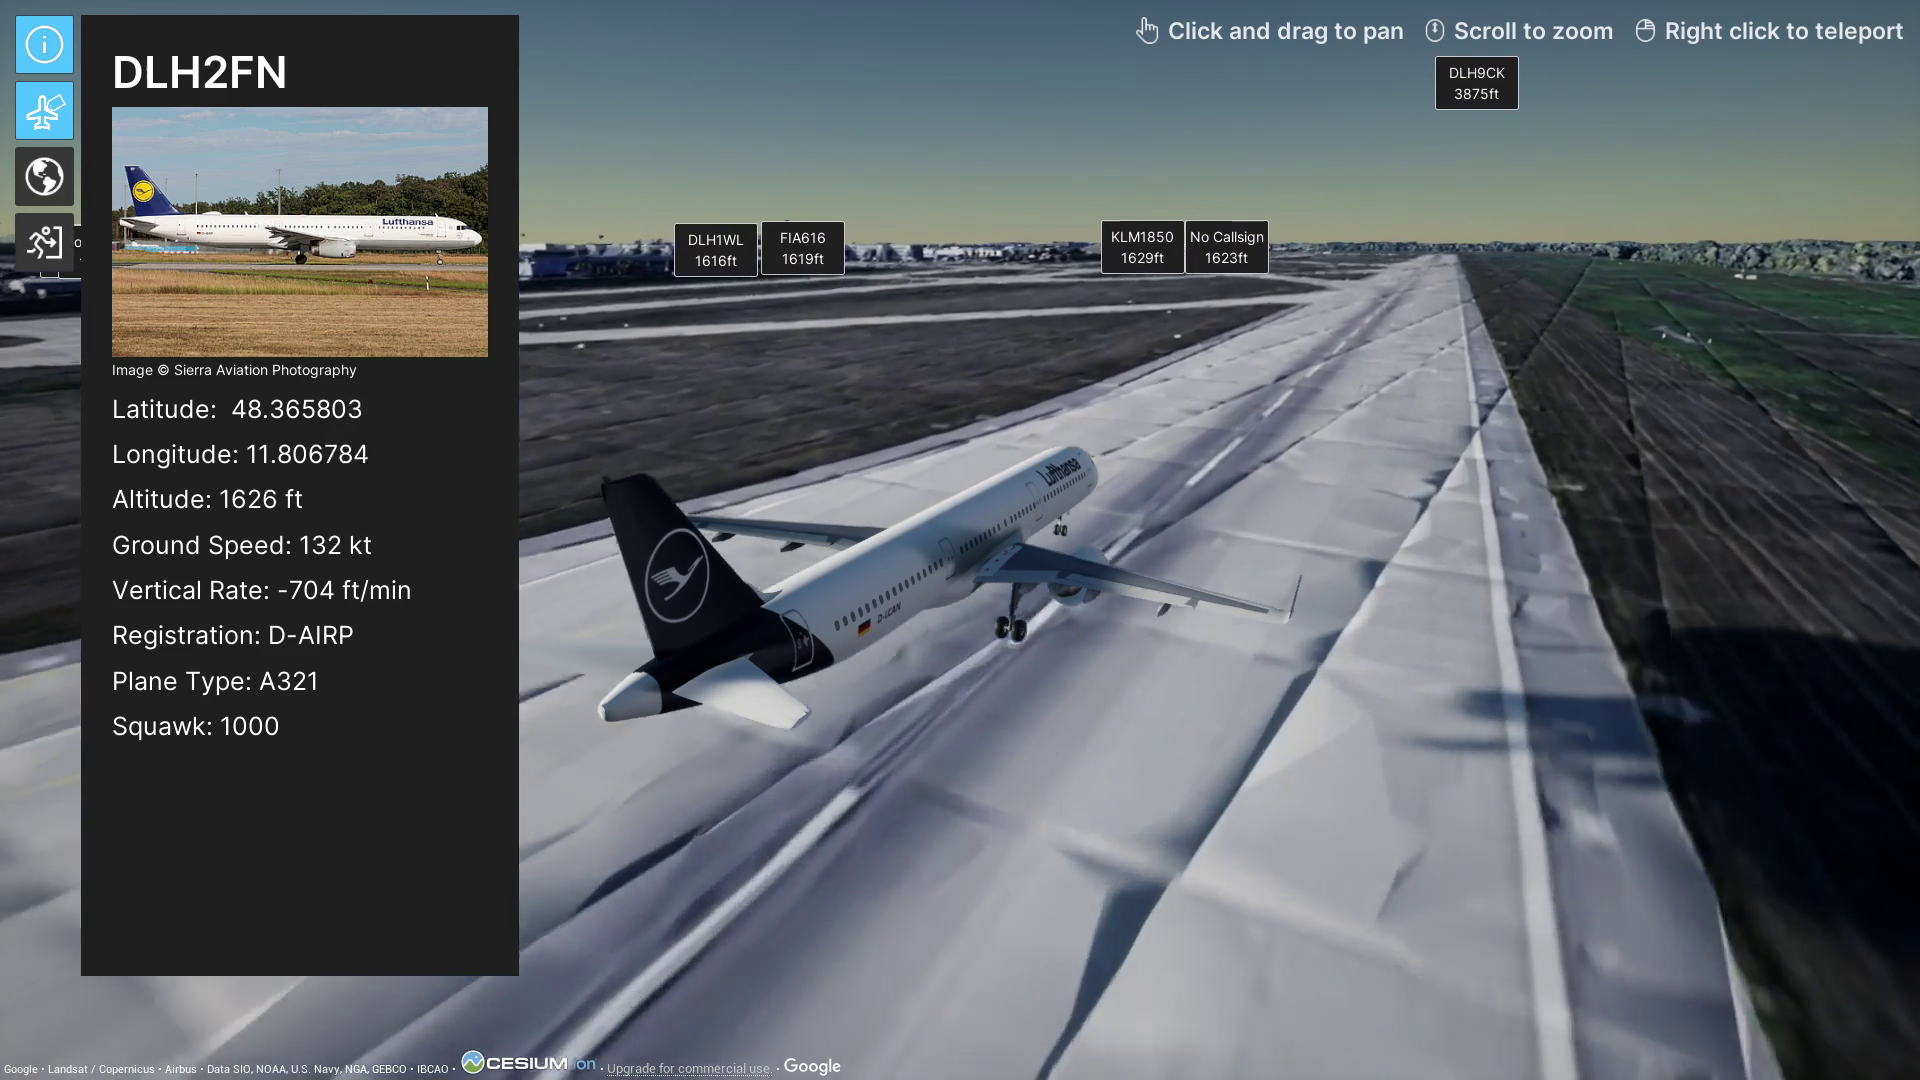 Click and drag to pan
Scroll to zoom
Right click to teleport
DLH2FN
Lufthansa
Image © Sierra Aviation Photography
Latitude: 48.365803
Longitude: 11.806784
Altitude: 1626 ft
Ground Speed: 132 kt
Vertical Rate: -704 ft/min
Registration: D-AIRP
Plane Type: A321
Squawk: 1000
DLH9CK
3875ft
DLH1WL
1616ft
FIA616
1619ft
KLM1850
1629ft
No Callsign
1623ft
Lufthansa
Google • Landsat / Copernicus • Airbus • Data SIO, NOAA, U.S. Navy, NGA, GEBCO • IBCAO • CESIUM ion • Upgrade for commercial use. • Google